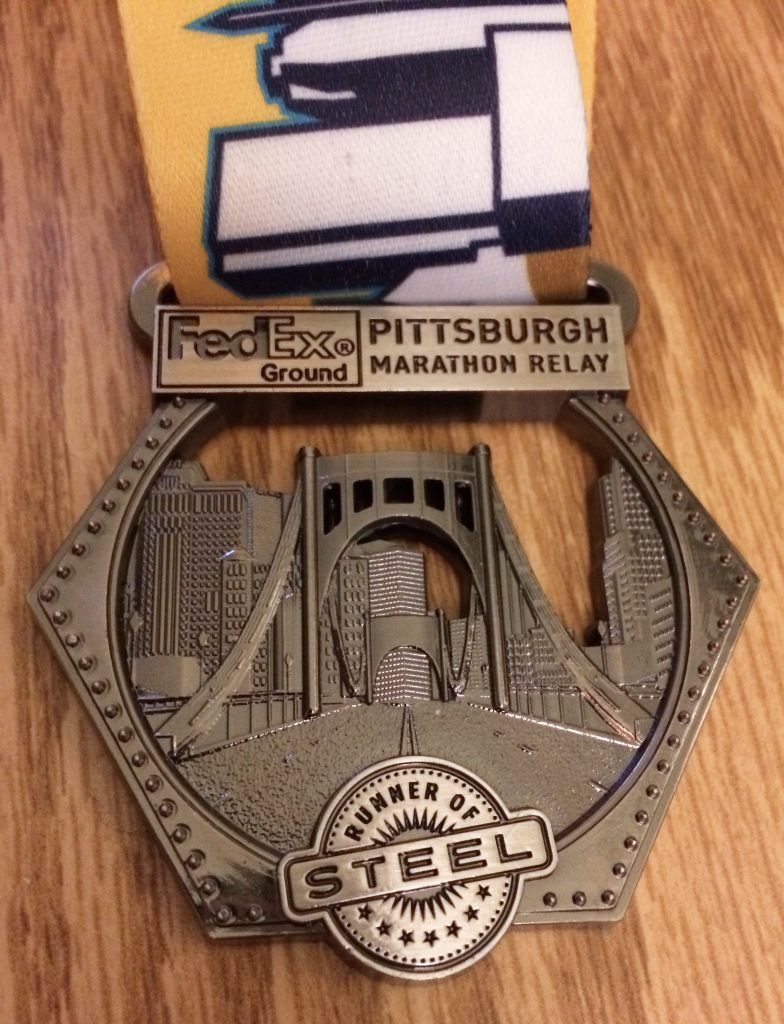 FedEx®
Ground
PITTSBURGH
MARATHON RELAY
RUNNER OF
STEEL